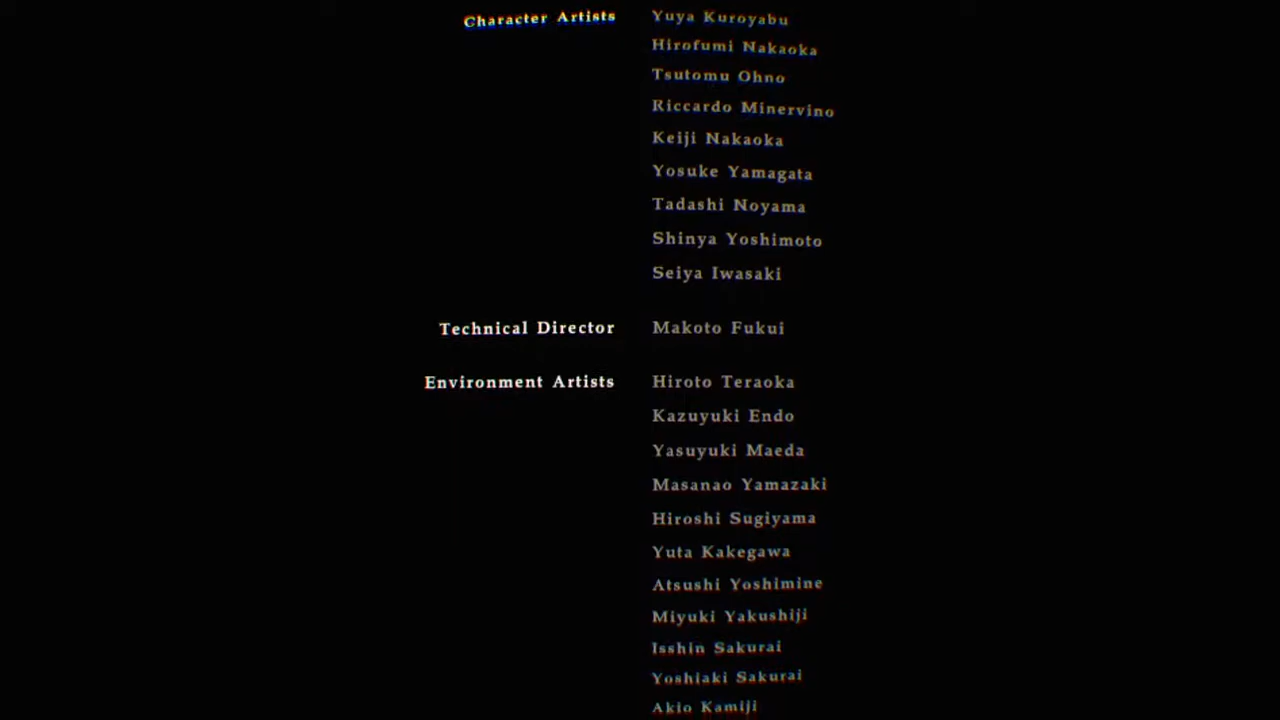 Character Artists Yuya Kuroyabu
Hirofumi Nakaoka
Tsutomu Ohno
Riccardo Minervino
Keiji Nakaoka
Yosuke Yamagata
Tadashi Noyama
Shinya Yoshimoto
Seiya Iwasaki
Technical Director Makoto Fukui
Environment Artists Hiroto Teraoka
Kazuyuki Endo
Yasuyuki Maeda
Masanao Yamazaki
Hiroshi Sugiyama
Yuta Kakegawa
Atsushi Yoshimine
Miyuki Yakushiji
Isshin Sakurai
Yoshiaki Sakurai
Akio Kamiji